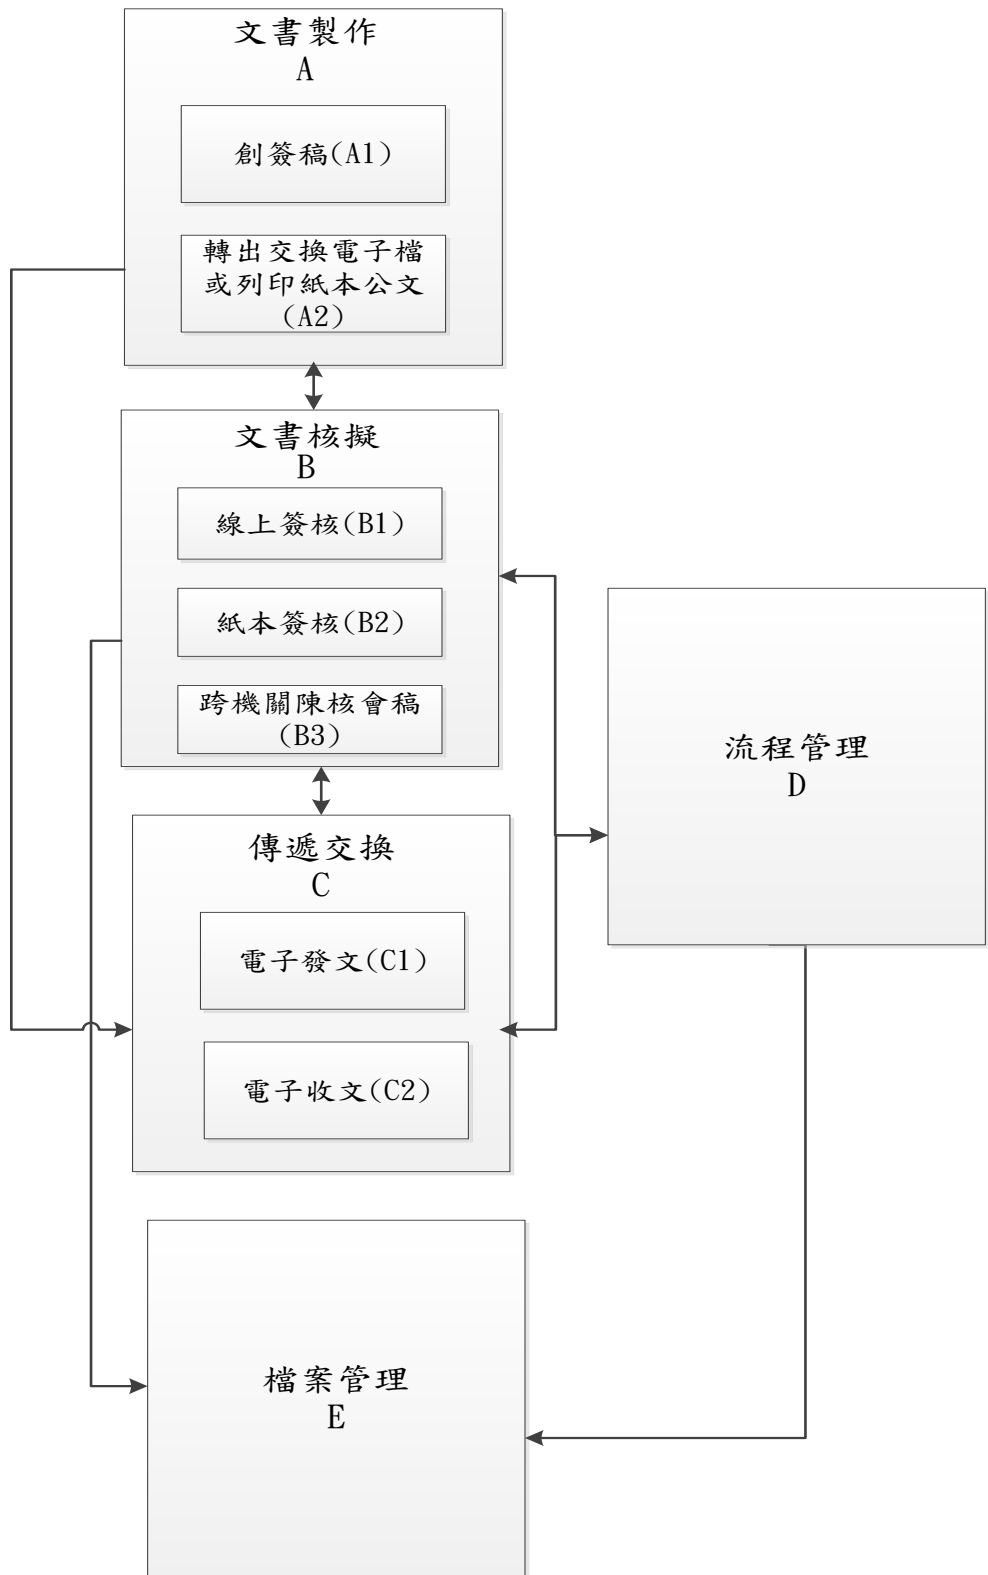 文書製作
A
創簽稿(A1)
轉出交換電子檔
或列印紙本公文
(A2)
文書核擬
B
線上簽核(B1)
紙本簽核(B2)
跨機關陳核會稿
(B3)
流程管理
D
傳遞交換
C
電子發文(C1)
電子收文(C2)
檔案管理
E